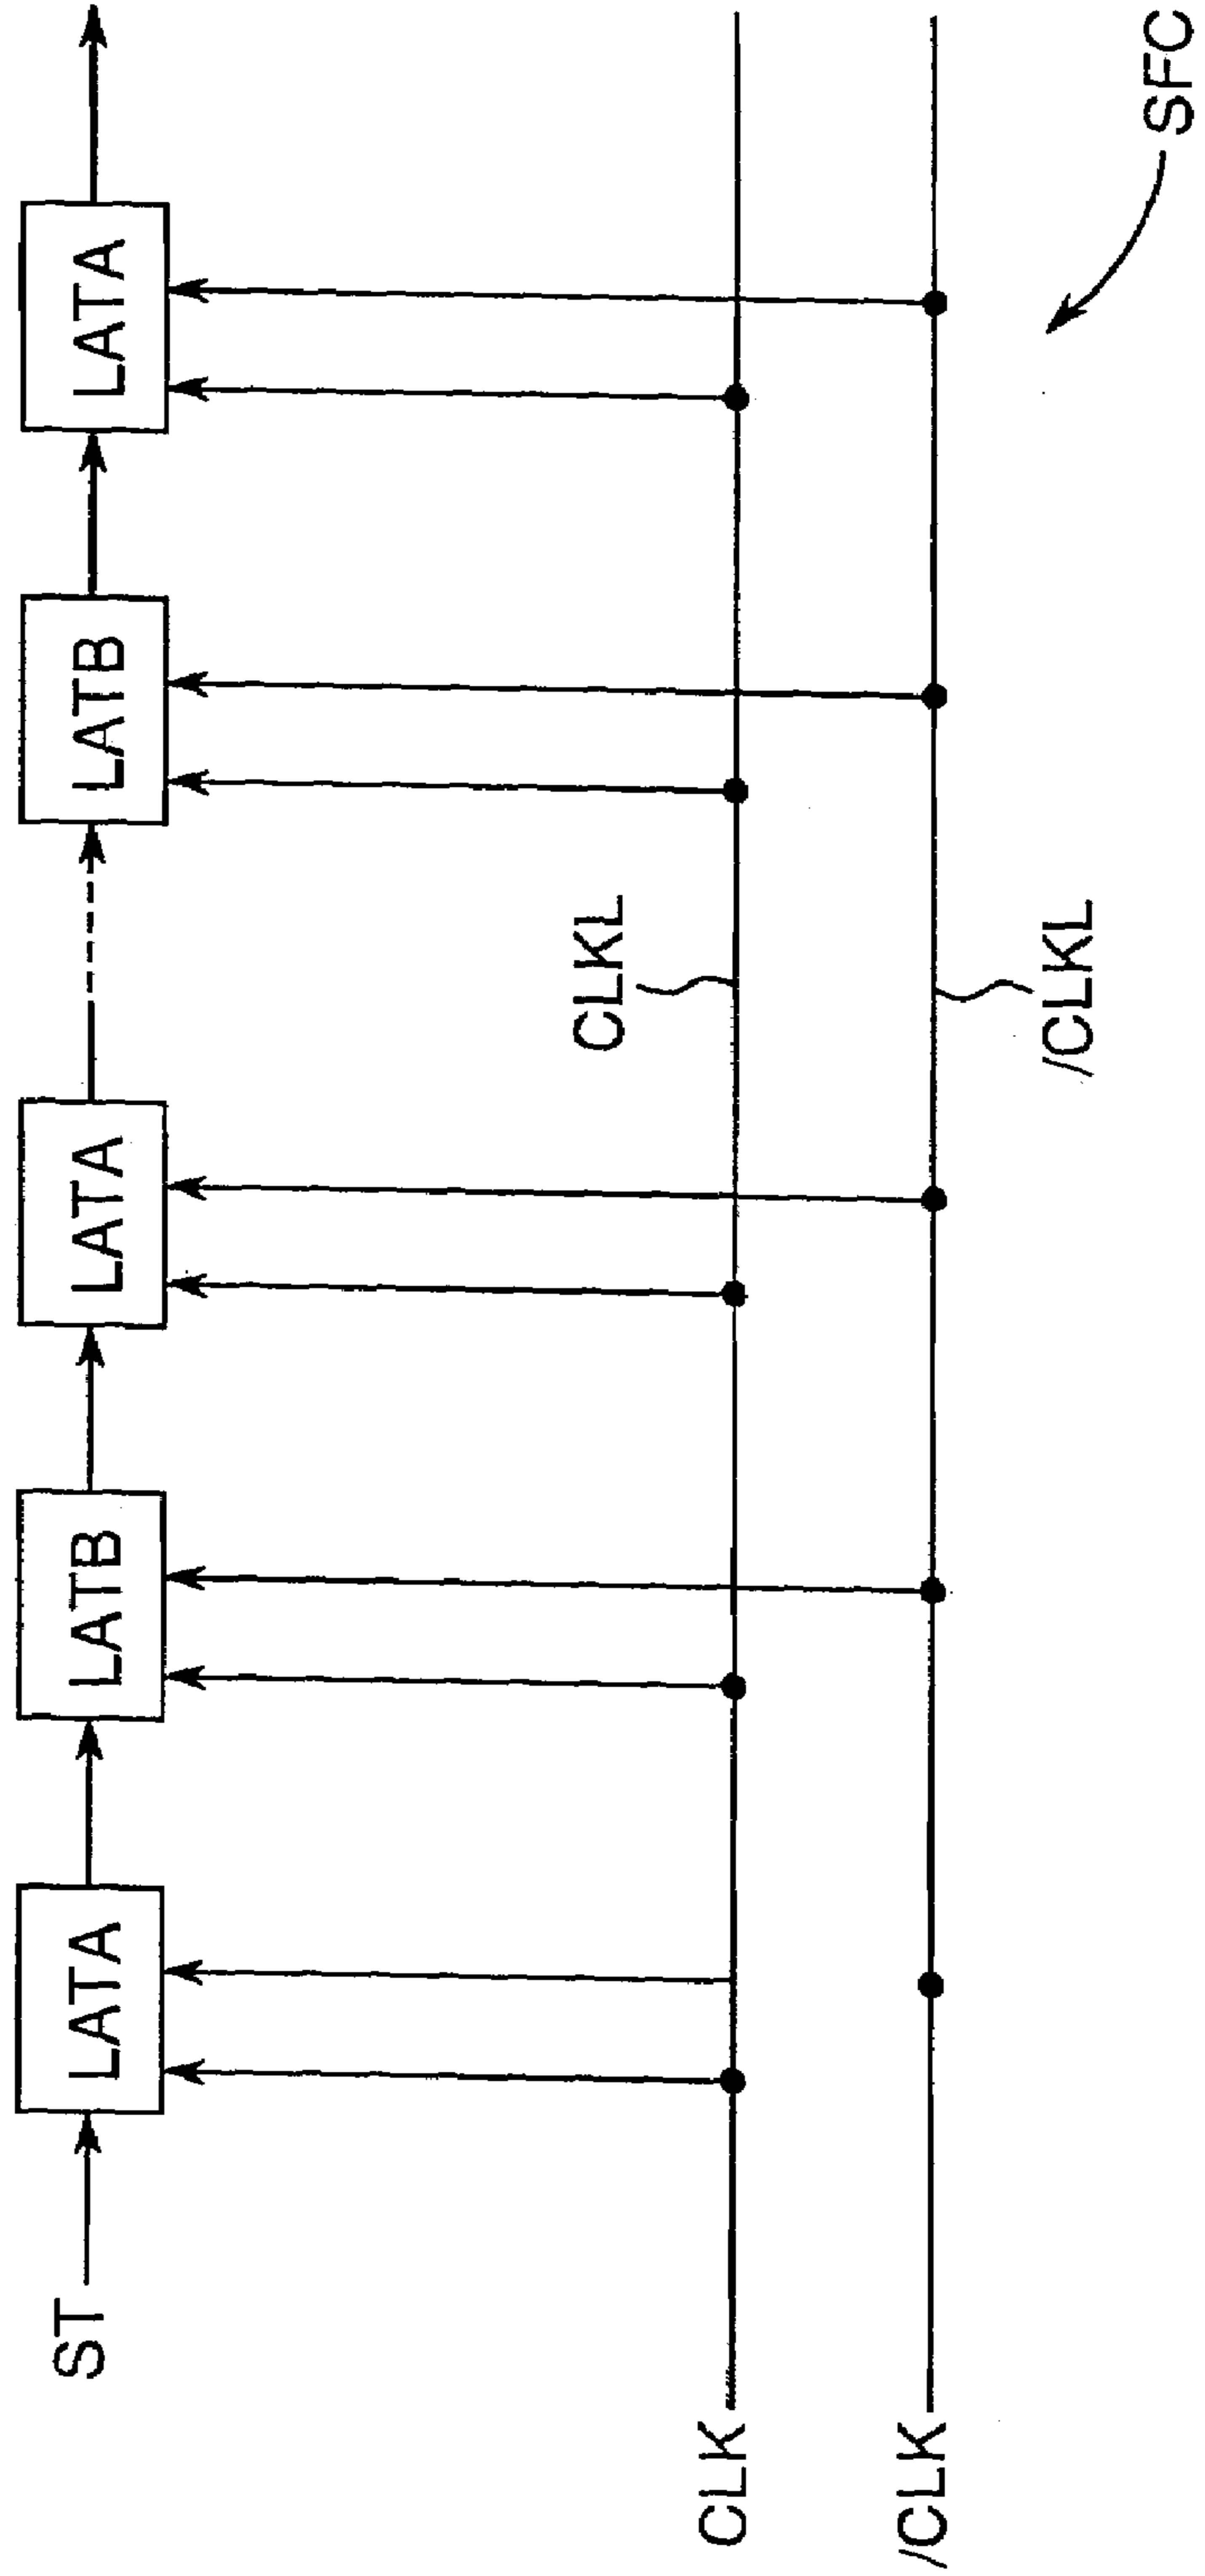 ST
LATA
LATB
LATA
LATB
LATA
CLKL
CLK
/CLK
/CLKL
SFC